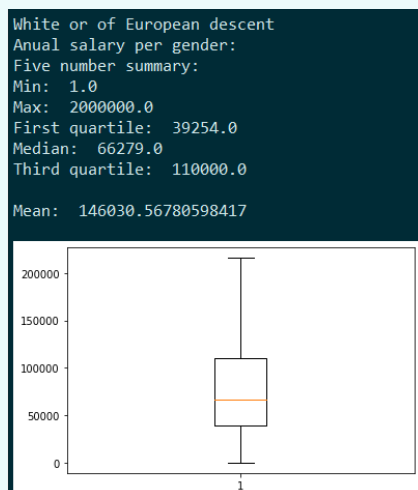 White or of European descent
Anual salary per gender:
Five number summary:
Min: 1.0
Max: 2000000.0
First quartile: 39254.0
Median: 66279.0
Third quartile: 110000.0
Mean: 146030.56780598417
200000
150000
100000
50000
0
1